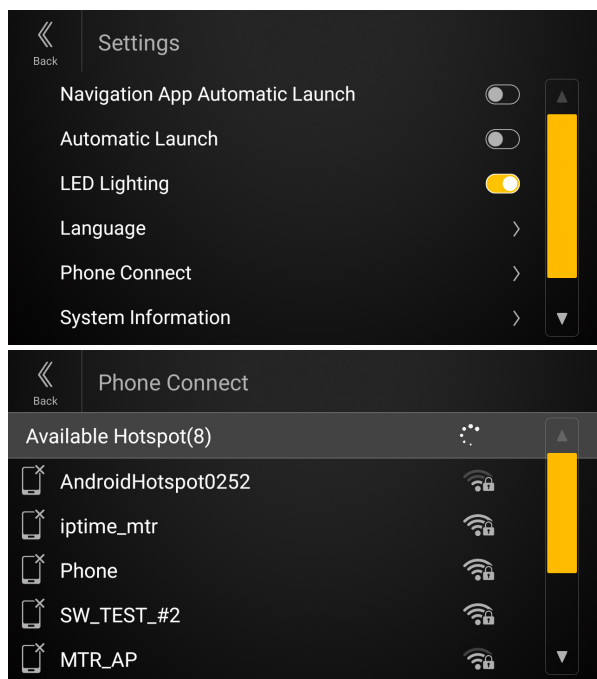 Back
Settings
Navigation App Automatic Launch
Automatic Launch
LED Lighting
Language
Phone Connect
System Information
Back
Phone Connect
Available Hotspot(8)
AndroidHotspot0252
iptime_mtr
Phone
SW_TEST_#2
MTR_AP